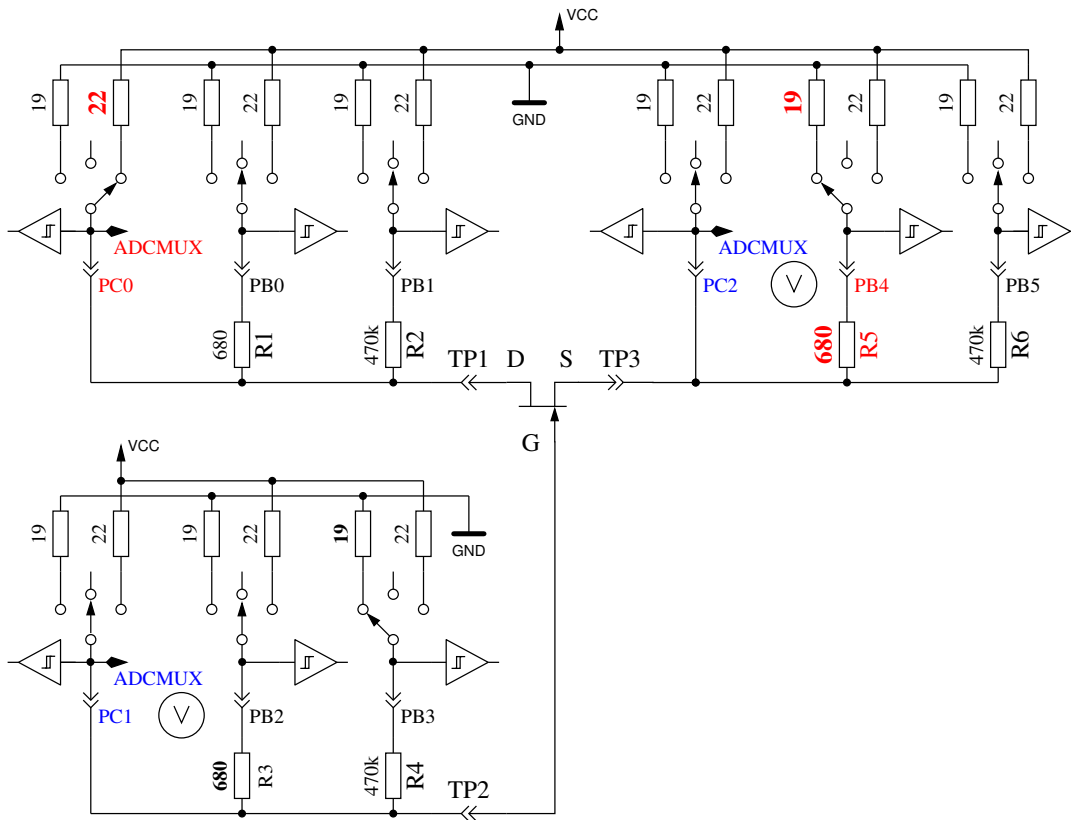 VCC
19
22
19
22
19
22
GND
19
22
19
22
19
22
ADCMUX
ADCMUX
PC0
PB0
PB1
PC2
V
PB4
PB5
680
R1
470k
R2
680
R5
470k
R6
TP1
D
S
TP3
G
VCC
19
22
19
22
19
22
GND
ADCMUX
PC1
V
PB2
PB3
680
R3
470k
R4
TP2